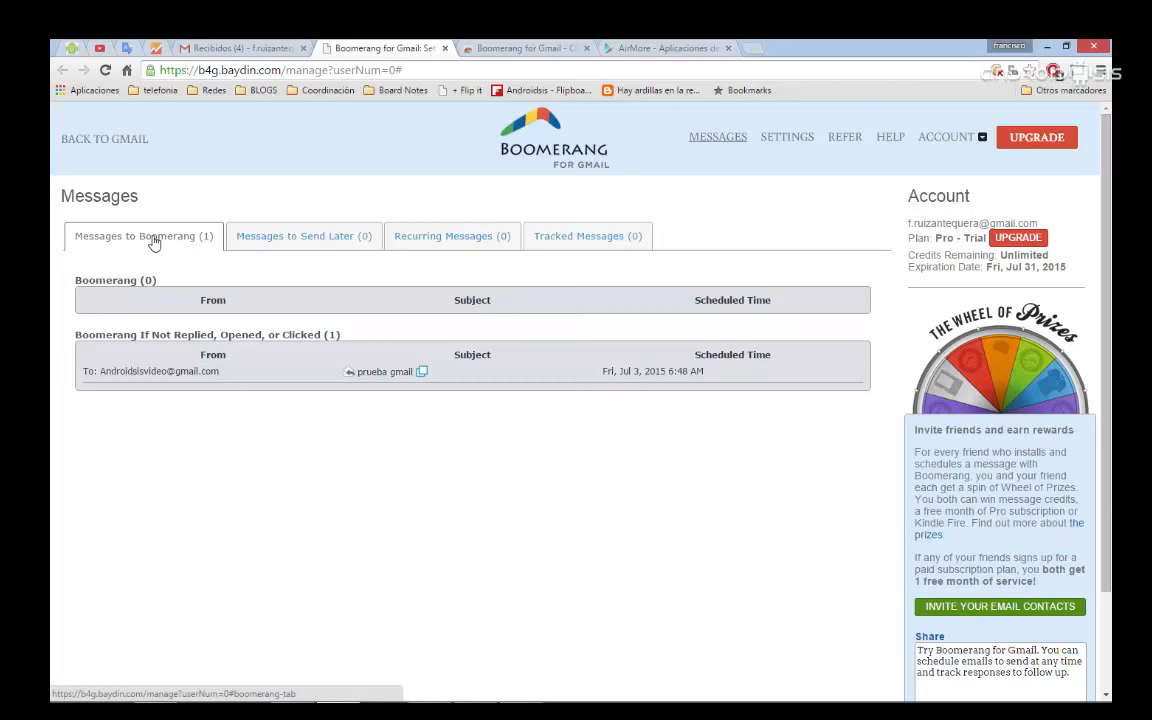 Recibidos (4) - f.ruizanteq
Boomerang for Gmail: Set
Boomerang for Gmail - C
AirMore - Aplicaciones de
francisco
https://b4g.baydin.com/manage?userNum=0#
Aplicaciones
telefonia
Redes
BLOGS
Coordinación
Board Notes
+ Flip it
Androidsis - Flipboa...
Hay ardillas en la re...
Bookmarks
Otros marcadores
BACK TO GMAIL
BOOMERANG
FOR GMAIL
MESSAGES
SETTINGS
REFER
HELP
ACCOUNT
UPGRADE
Messages
Messages to Boomerang (1)
Messages to Send Later (0)
Recurring Messages (0)
Tracked Messages (0)
Boomerang (0)
From
Subject
Scheduled Time
Boomerang If Not Replied, Opened, or Clicked (1)
From
Subject
Scheduled Time
To: Androidsisvideo@gmail.com
prueba gmail
Fri, Jul 3, 2015 6:48 AM
Account
f.ruizantequera@gmail.com
Plan: Pro - Trial UPGRADE
Credits Remaining: Unlimited
Expiration Date: Fri, Jul 31, 2015
THE WHEEL OF Prizes
Invite friends and earn rewards
For every friend who installs and
schedules a message with
Boomerang, you and your friend
each get a spin of Wheel of Prizes.
You both can win message credits,
a free month of Pro subscription or
Kindle Fire. Find out more about the
prizes.
If any of your friends signs up for a
paid subscription plan, you both get
1 free month of service!
INVITE YOUR EMAIL CONTACTS
Share
Try Boomerang for Gmail. You can
schedule emails to send at any time
and track responses to follow up.
https://b4g.baydin.com/manage?userNum=0#boomerang-tab